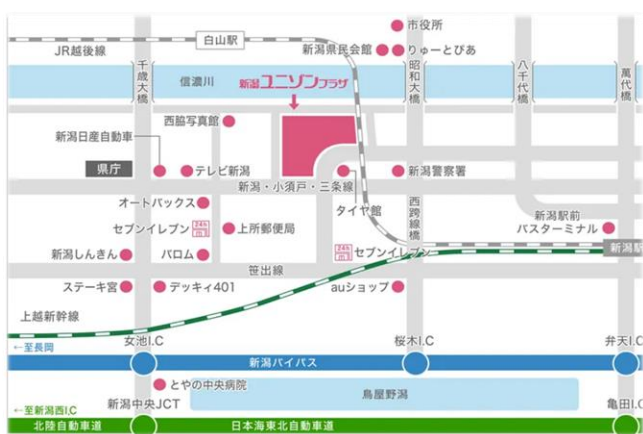 市役所
白山駅
JR越後線
新潟県民会館
りゅーとぴあ
千歳大橋
信濃川
新潟ユニゾンプラザ
昭和大橋
八千代橋
萬代橋
西脇写真館
新潟日産自動車
県庁
テレビ新潟
新潟警察署
新潟・小須戸・三条線
オートバックス
タイヤ館
西跨線橋
セブンイレブン
24h
上所郵便局
新潟駅前
バスターミナル
24h
セブンイレブン
新潟駅
新潟しんきん
パロム
笹出線
ステーキ宮
デッキィ401
auショップ
上越新幹線
女池I.C
桜木I.C
弁天I.C
←至長岡
新潟バイパス
とやの中央病院
鳥屋野潟
新潟中央JCT
亀田I.C
←至新潟西I,C
北陸自動車道
日本海東北自動車道